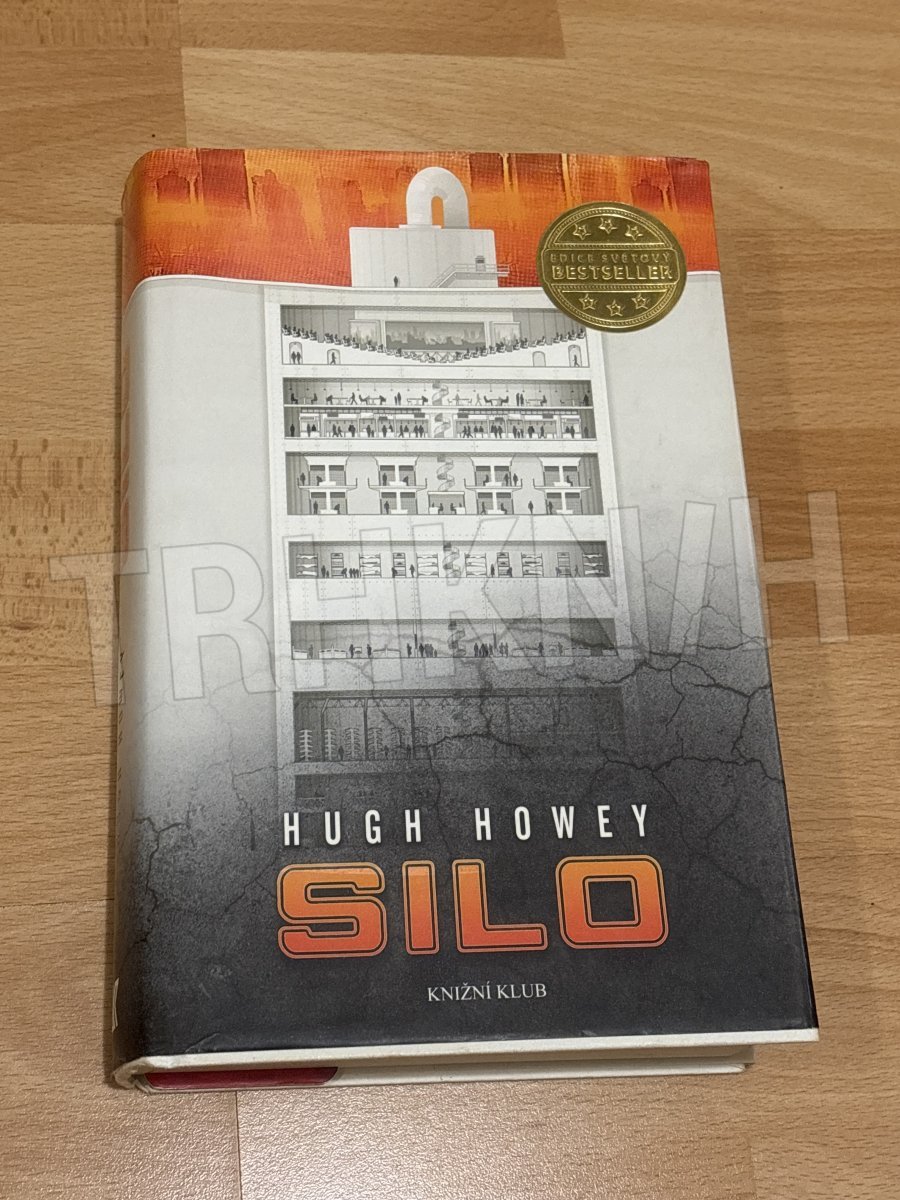 EDICE SVĚTOVÝ
BESTSELLER
TRHKNIH
HUGH HOWEY
SILO
KNIŽNÍ KLUB